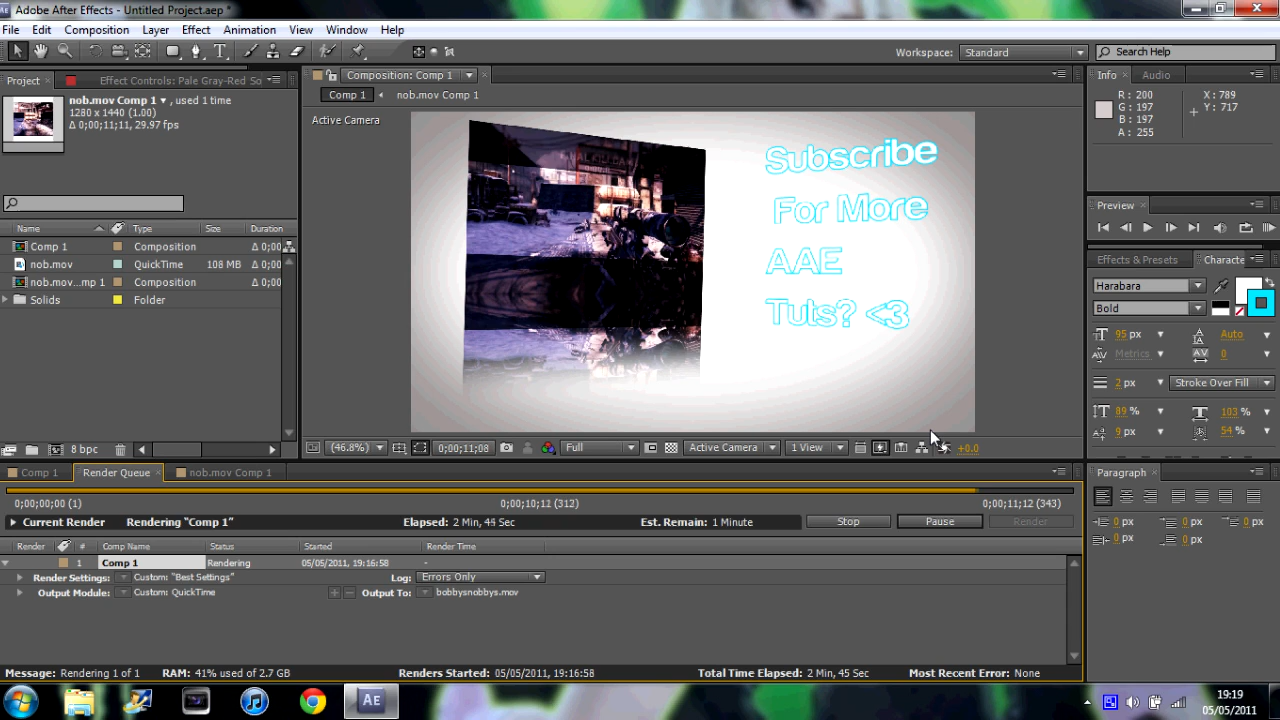 Adobe After Effects - Untitled Project.aep *
File Edit Composition Layer Effect Animation View Window Help
Workspace: Standard Search Help
Project Effect Controls: Pale Gray-Red So
Composition: Comp 1
Info Audio
nob.mov Comp 1 , used 1 time
1280 x 1440 (1.00)
Δ 0;00;11;11, 29.97 fps
Comp 1 nob.mov Comp 1
Active Camera
R : 200
G : 197
B : 197
A : 255
X : 789
Y : 717
Subscribe
For More
AAE
Tuts? <3
Preview
Effects & Presets Characte
Name Type Size Duration
Comp 1 Composition Δ 0;00
nob.mov QuickTime 108 MB Δ 0;00
nob.mov...mp 1 Composition Δ 0;00
Solids Folder
Harabara
Bold
95 px Auto
Metrics 0
2 px Stroke Over Fill
89 % 103 %
9 px 54 %
8 bpc
(46.8%) 0;00;11;08 Full Active Camera 1 View +0.0
Comp 1 Render Queue nob.mov Comp 1
Paragraph
0;00;00;00 (1) 0;00;10;12 (312) 0;00;11;12 (343)
Current Render Rendering "Comp 1" Elapsed: 2 Min, 45 Sec Est. Remain: 1 Minute Stop Pause Render
0 px 0 px 0 px
0 px 0 px
Render # Comp Name Status Started Render Time
1 Comp 1 Rendering 05/05/2011, 19:16:58 -
Render Settings: Custom: "Best Settings" Log: Errors Only
Output Module: Custom: QuickTime Output To: bobbysnobbys.mov
Message: Rendering 1 of 1 RAM: 41% used of 2.7 GB Renders Started: 05/05/2011, 19:16:58 Total Time Elapsed: 2 Min, 45 Sec Most Recent Error: None
Ae
19:19
05/05/2011